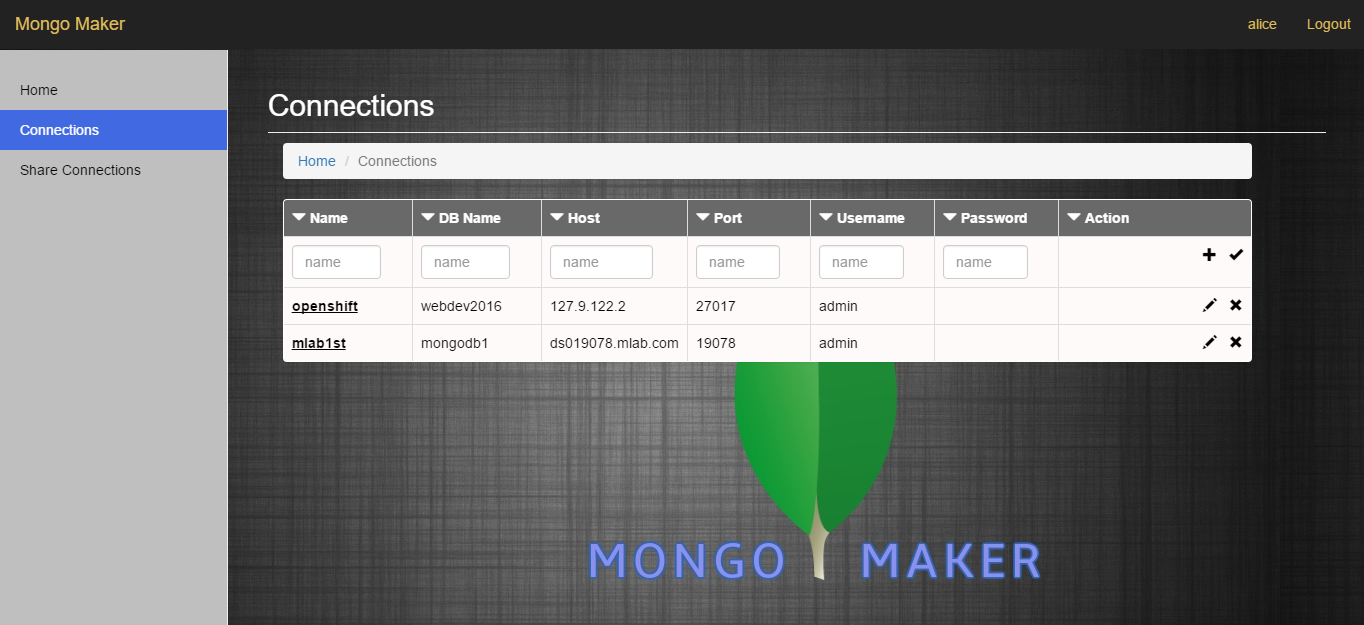 Mongo Maker alice Logout
Home
Connections
Share Connections
Connections
Home / Connections
Name DB Name Host Port Username Password Action
name name name name name name
openshift webdev2016 127.9.122.2 27017 admin
mlab1st mongodb1 ds019078.mlab.com 19078 admin
MONGO MAKER